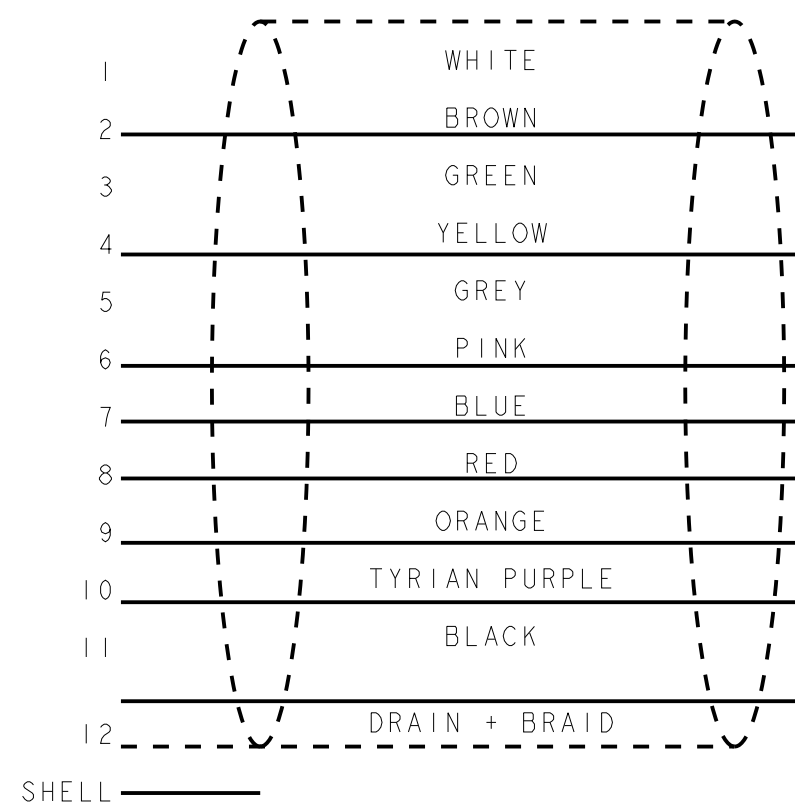 1 WHITE
2 BROWN
3 GREEN
4 YELLOW
5 GREY
6 PINK
7 BLUE
8 RED
9 ORANGE
10 TYRIAN PURPLE
11 BLACK
12 DRAIN + BRAID
SHELL